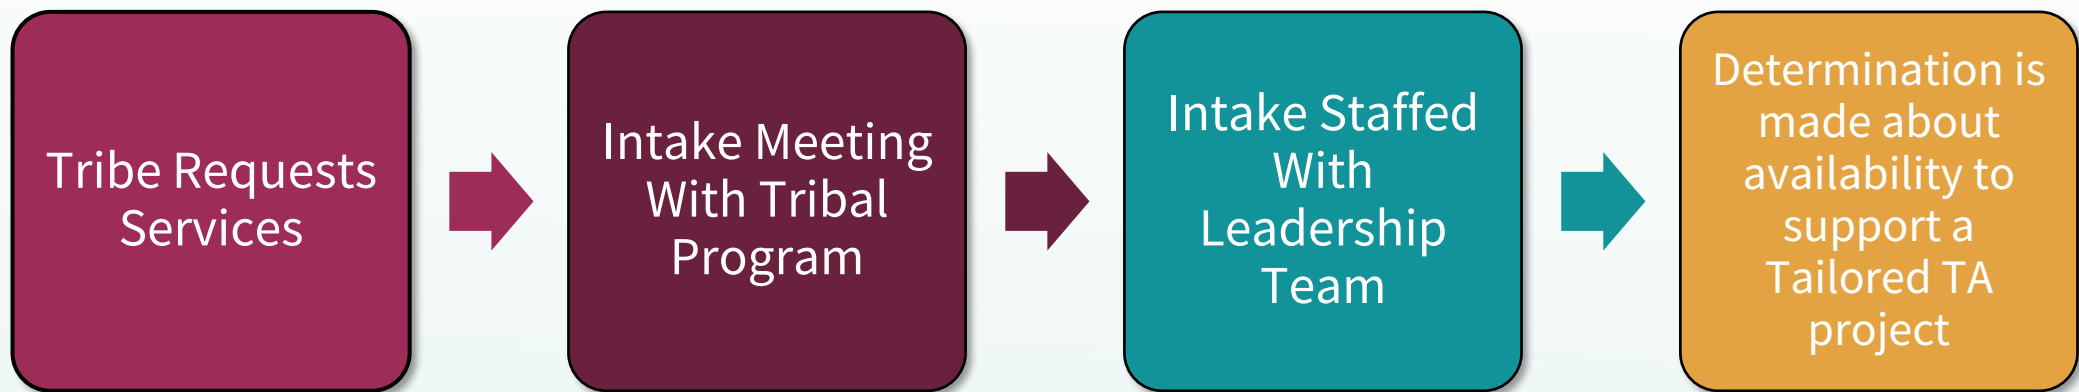 Tribe Requests
Services
Intake Meeting
With Tribal
Program
Intake Staffed
With
Leadership
Team
Determination is
made about
availability to
support a
Tailored TA
project